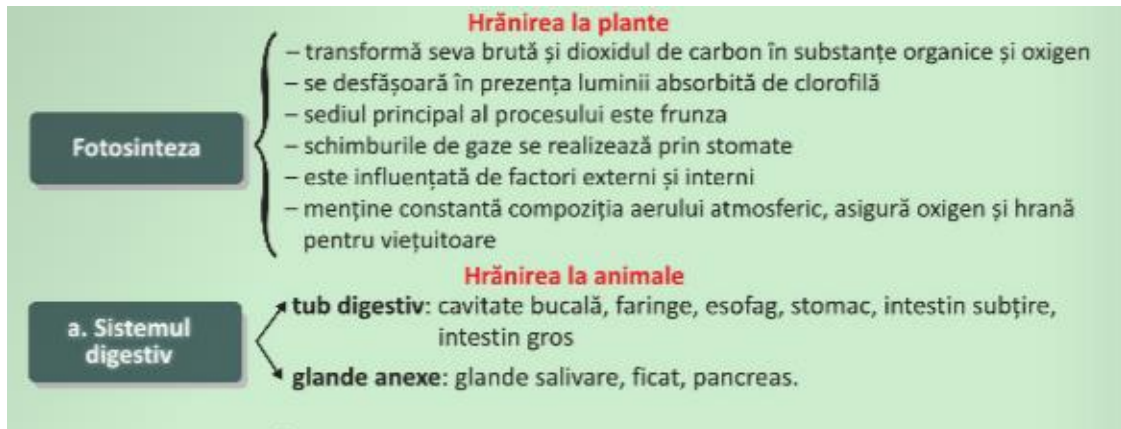 Hrănirea la plante
– transformă seva brută și dioxidul de carbon în substanțe organice și oxigen
– se desfășoară în prezența luminii absorbită de clorofilă
– sediul principal al procesului este frunza
Fotosinteza
– schimburile de gaze se realizează prin stomate
– este influențată de factori externi și interni
– menține constantă compoziția aerului atmosferic, asigură oxigen și hrană
pentru viețuitoare
Hrănirea la animale
a. Sistemul
digestiv
tub digestiv: cavitate bucală, faringe, esofag, stomac, intestin subțire,
intestin gros
glande anexe: glande salivare, ficat, pancreas.